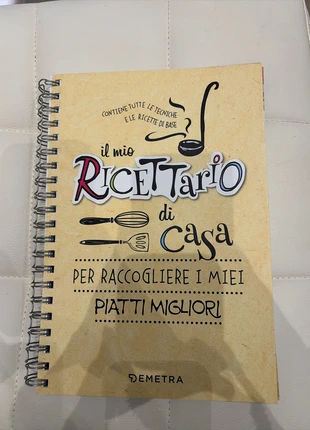 CONTIENE TUTTE LE TECNICHE
E LE RICETTE DI BASE
il mio
RICETTARIO
di
casa
PER RACCOGLIERE I MIEI
PIATTI MIGLIORI
DEMETRA